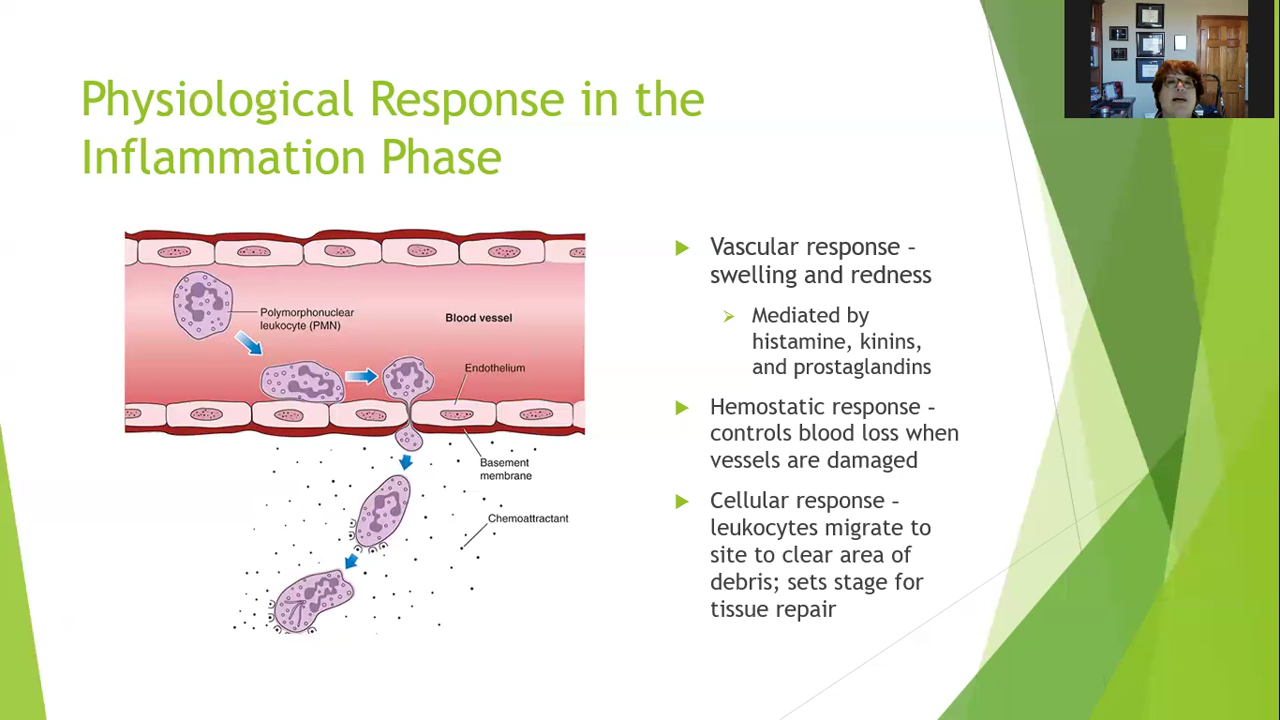 Physiological Response in the
Inflammation Phase
Polymorphonuclear
leukocyte (PMN)
Blood vessel
Endothelium
Basement
membrane
Chemoattractant
Vascular response –
swelling and redness
Mediated by
histamine, kinins,
and prostaglandins
Hemostatic response –
controls blood loss when
vessels are damaged
Cellular response –
leukocytes migrate to
site to clear area of
debris; sets stage for
tissue repair